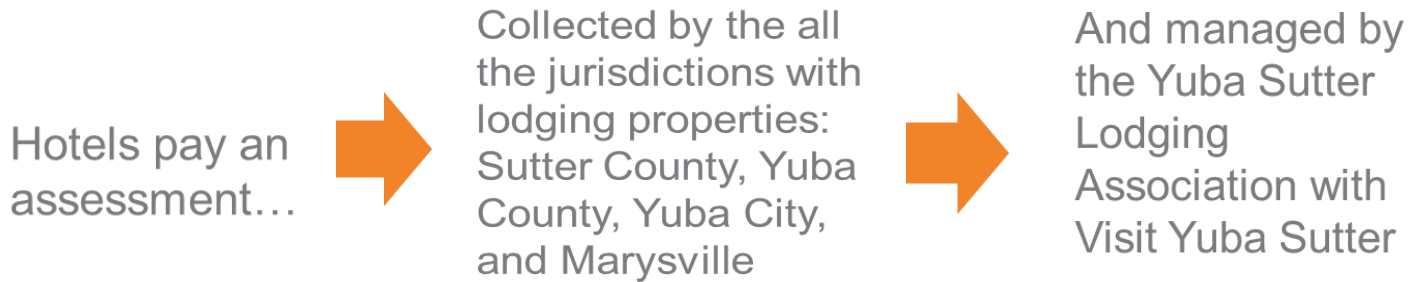 Hotels pay an
assessment…
Collected by the all
the jurisdictions with
lodging properties:
Sutter County, Yuba
County, Yuba City,
and Marysville
And managed by
the Yuba Sutter
Lodging
Association with
Visit Yuba Sutter